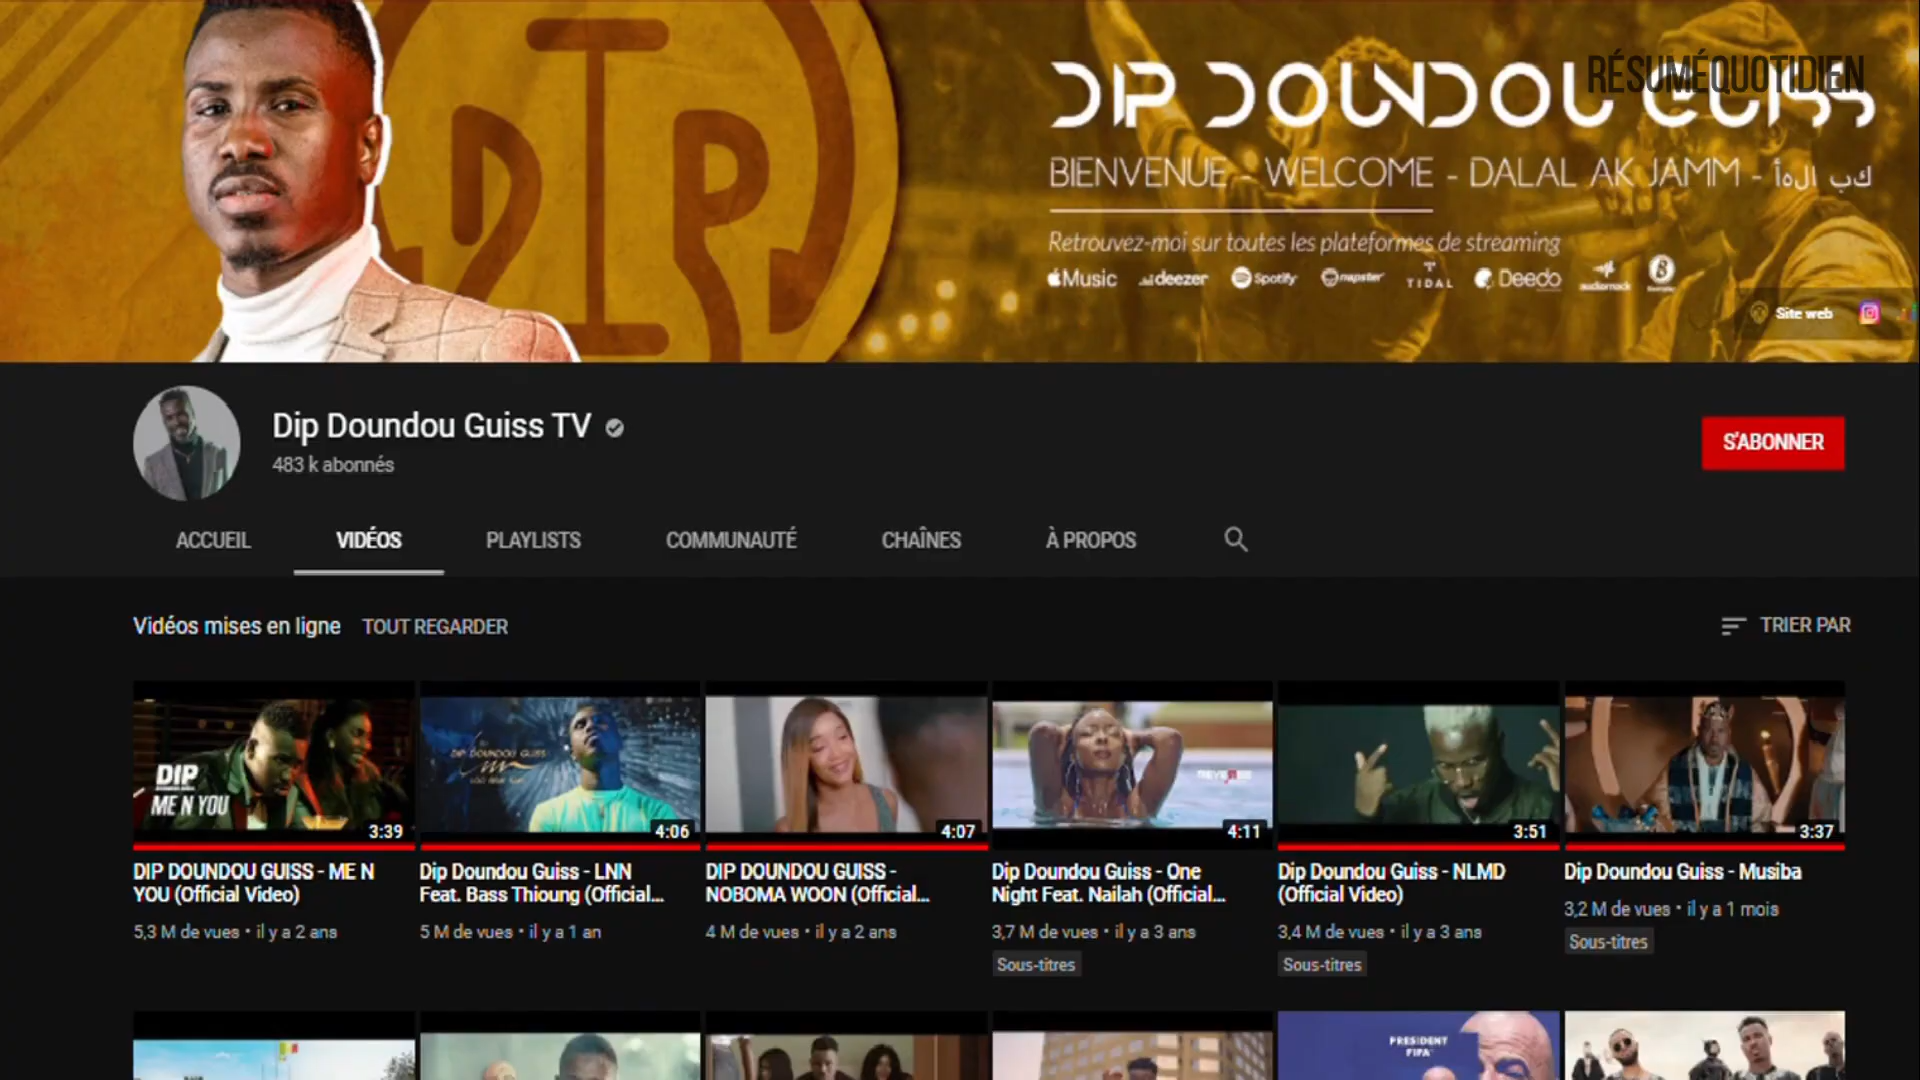 RÉSUMÉQUOTIDIEN
DIP DOUNDOU GUISS
BIENVENUE - WELCOME - DALAL AK JAMM -
Retrouvez-moi sur toutes les plateformes de streaming
Music deezer Spotify napster TIDAL Deedo audiomack
Site web
DIP
Dip Doundou Guiss TV
483 k abonnés
S'ABONNER
ACCUEIL VIDÉOS PLAYLISTS COMMUNAUTÉ CHAÎNES À PROPOS
Vidéos mises en ligne TOUT REGARDER
TRIER PAR
DIP
ME N YOU
3:39
DIP DOUNDOU GUISS - ME N
YOU (Official Video)
5,3 M de vues • il y a 2 ans
DIP DOUNDOU GUISS
4:06
Dip Doundou Guiss - LNN
Feat. Bass Thioung (Official...
5 M de vues • il y a 1 an
4:07
DIP DOUNDOU GUISS -
NOBOMA WOON (Official...
4 M de vues • il y a 2 ans
4:11
Dip Doundou Guiss - One
Night Feat. Nailah (Official...
3,7 M de vues • il y a 3 ans
Sous-titres
3:51
Dip Doundou Guiss - NLMD
(Official Video)
3,4 M de vues • il y a 3 ans
Sous-titres
3:37
Dip Doundou Guiss - Musiba
3,2 M de vues • il y a 1 mois
Sous-titres
PRESIDENT
FIFA